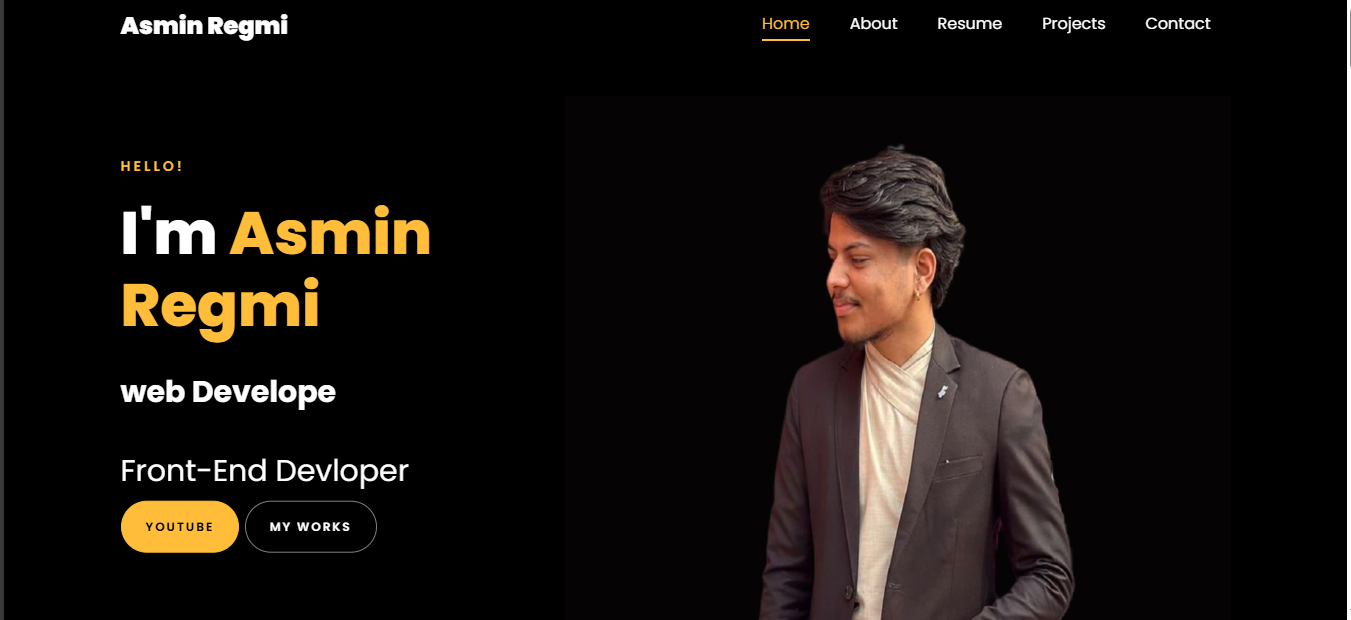 Asmin Regmi
Home About Resume Projects Contact
HELLO!
I'm Asmin
Regmi
web Develope
Front-End Devloper
YOUTUBE MY WORKS